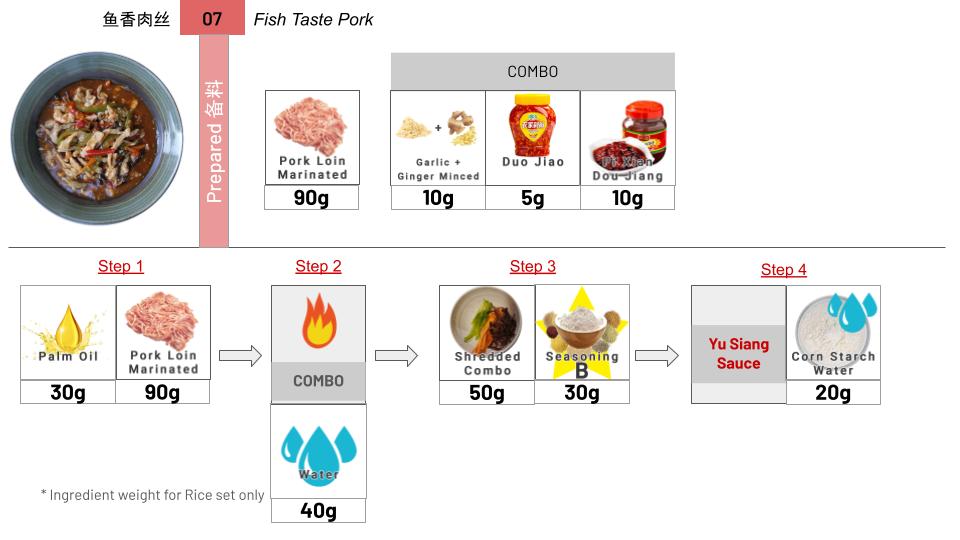 鱼香肉丝
07
Fish Taste Pork
Prepared 备料
COMBO
Pork Loin
Marinated
90g
+
Garlic +
Ginger Minced
10g
Duo Jiao
5g
Pi Xian
Dou Jiang
10g
Step 1
Palm Oil
30g
Pork Loin
Marinated
90g
Step 2
COMBO
Water
40g
Step 3
Shredded
Combo
50g
Seasoning
B
30g
Step 4
Yu Siang
Sauce
Corn Starch
Water
20g
* Ingredient weight for Rice set only